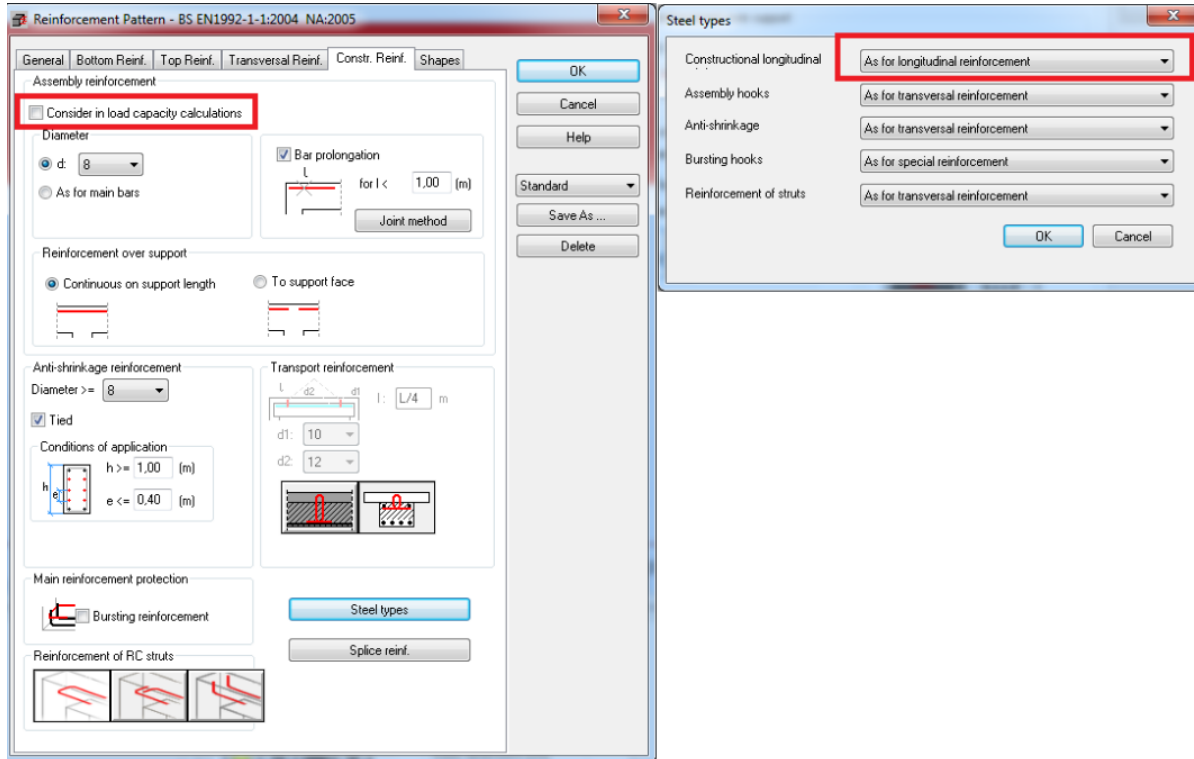 Reinforcement Pattern - BS EN1992-1-1:2004 NA:2005
General
Bottom Reinf.
Top Reinf.
Transversal Reinf.
Constr. Reinf.
Shapes
Assembly reinforcement
Consider in load capacity calculations
Diameter
d:
8
As for main bars
Bar prolongation
l
for l <
1,00
(m)
Joint method
Reinforcement over support
Continuous on support length
To support face
Anti-shrinkage reinforcement
Diameter >=
8
Tied
Conditions of application
h
e
h >=
1,00
(m)
e <=
0,40
(m)
Transport reinforcement
l
d2
d1
l:
L/4
m
d1:
10
d2:
12
Main reinforcement protection
Bursting reinforcement
Reinforcement of RC struts
Steel types
Splice reinf.
OK
Cancel
Help
Standard
Save As ...
Delete
Steel types
Constructional longitudinal
As for longitudinal reinforcement
Assembly hooks
As for transversal reinforcement
Anti-shrinkage
As for transversal reinforcement
Bursting hooks
As for special reinforcement
Reinforcement of struts
As for transversal reinforcement
OK
Cancel